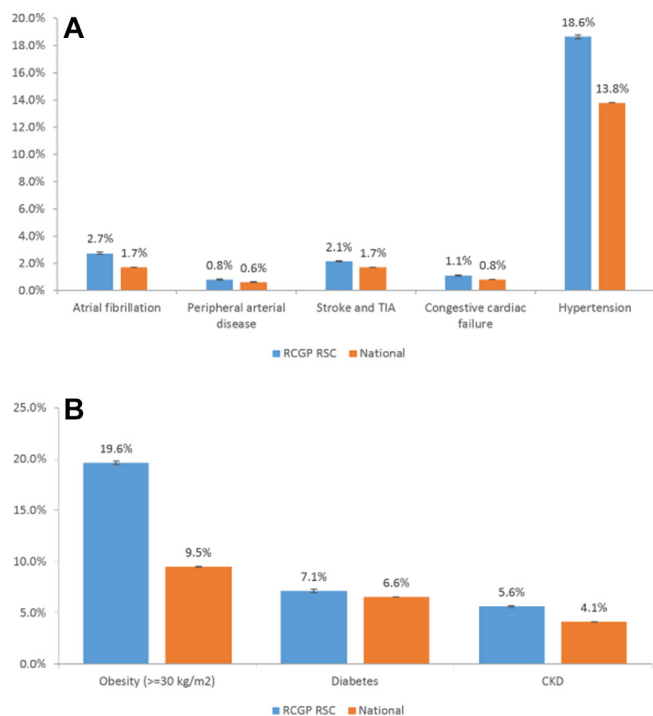 A
20.0%
18.0%
16.0%
14.0%
12.0%
10.0%
8.0%
6.0%
4.0%
2.0%
0.0%
2.7%
1.7%
0.8%
0.6%
2.1%
1.7%
1.1%
0.8%
18.6%
13.8%
Atrial fibrillation
Peripheral arterial
disease
Stroke and TIA
Congestive cardiac
failure
Hypertension
RCGP RSC
National
B
25.0%
20.0%
15.0%
10.0%
5.0%
0.0%
19.6%
9.5%
7.1%
6.6%
5.6%
4.1%
Obesity (>=30 kg/m2)
Diabetes
CKD
RCGP RSC
National